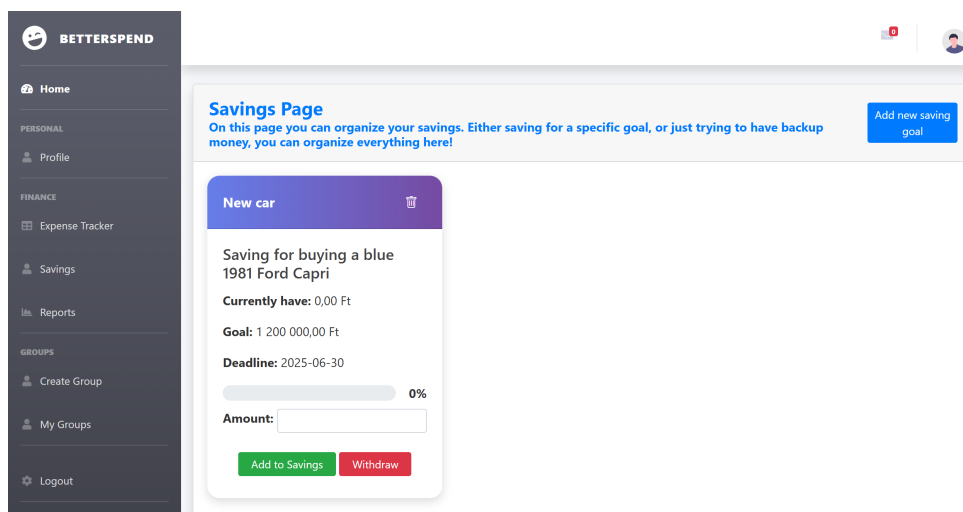 BETTERSPEND
Home
PERSONAL
Profile
FINANCE
Expense Tracker
Savings
Reports
GROUPS
Create Group
My Groups
Logout
0
Savings Page
On this page you can organize your savings. Either saving for a specific goal, or just trying to have backup
money, you can organize everything here!
Add new saving
goal
New car
Saving for buying a blue
1981 Ford Capri
Currently have: 0,00 Ft
Goal: 1 200 000,00 Ft
Deadline: 2025-06-30
0%
Amount:
Add to Savings Withdraw